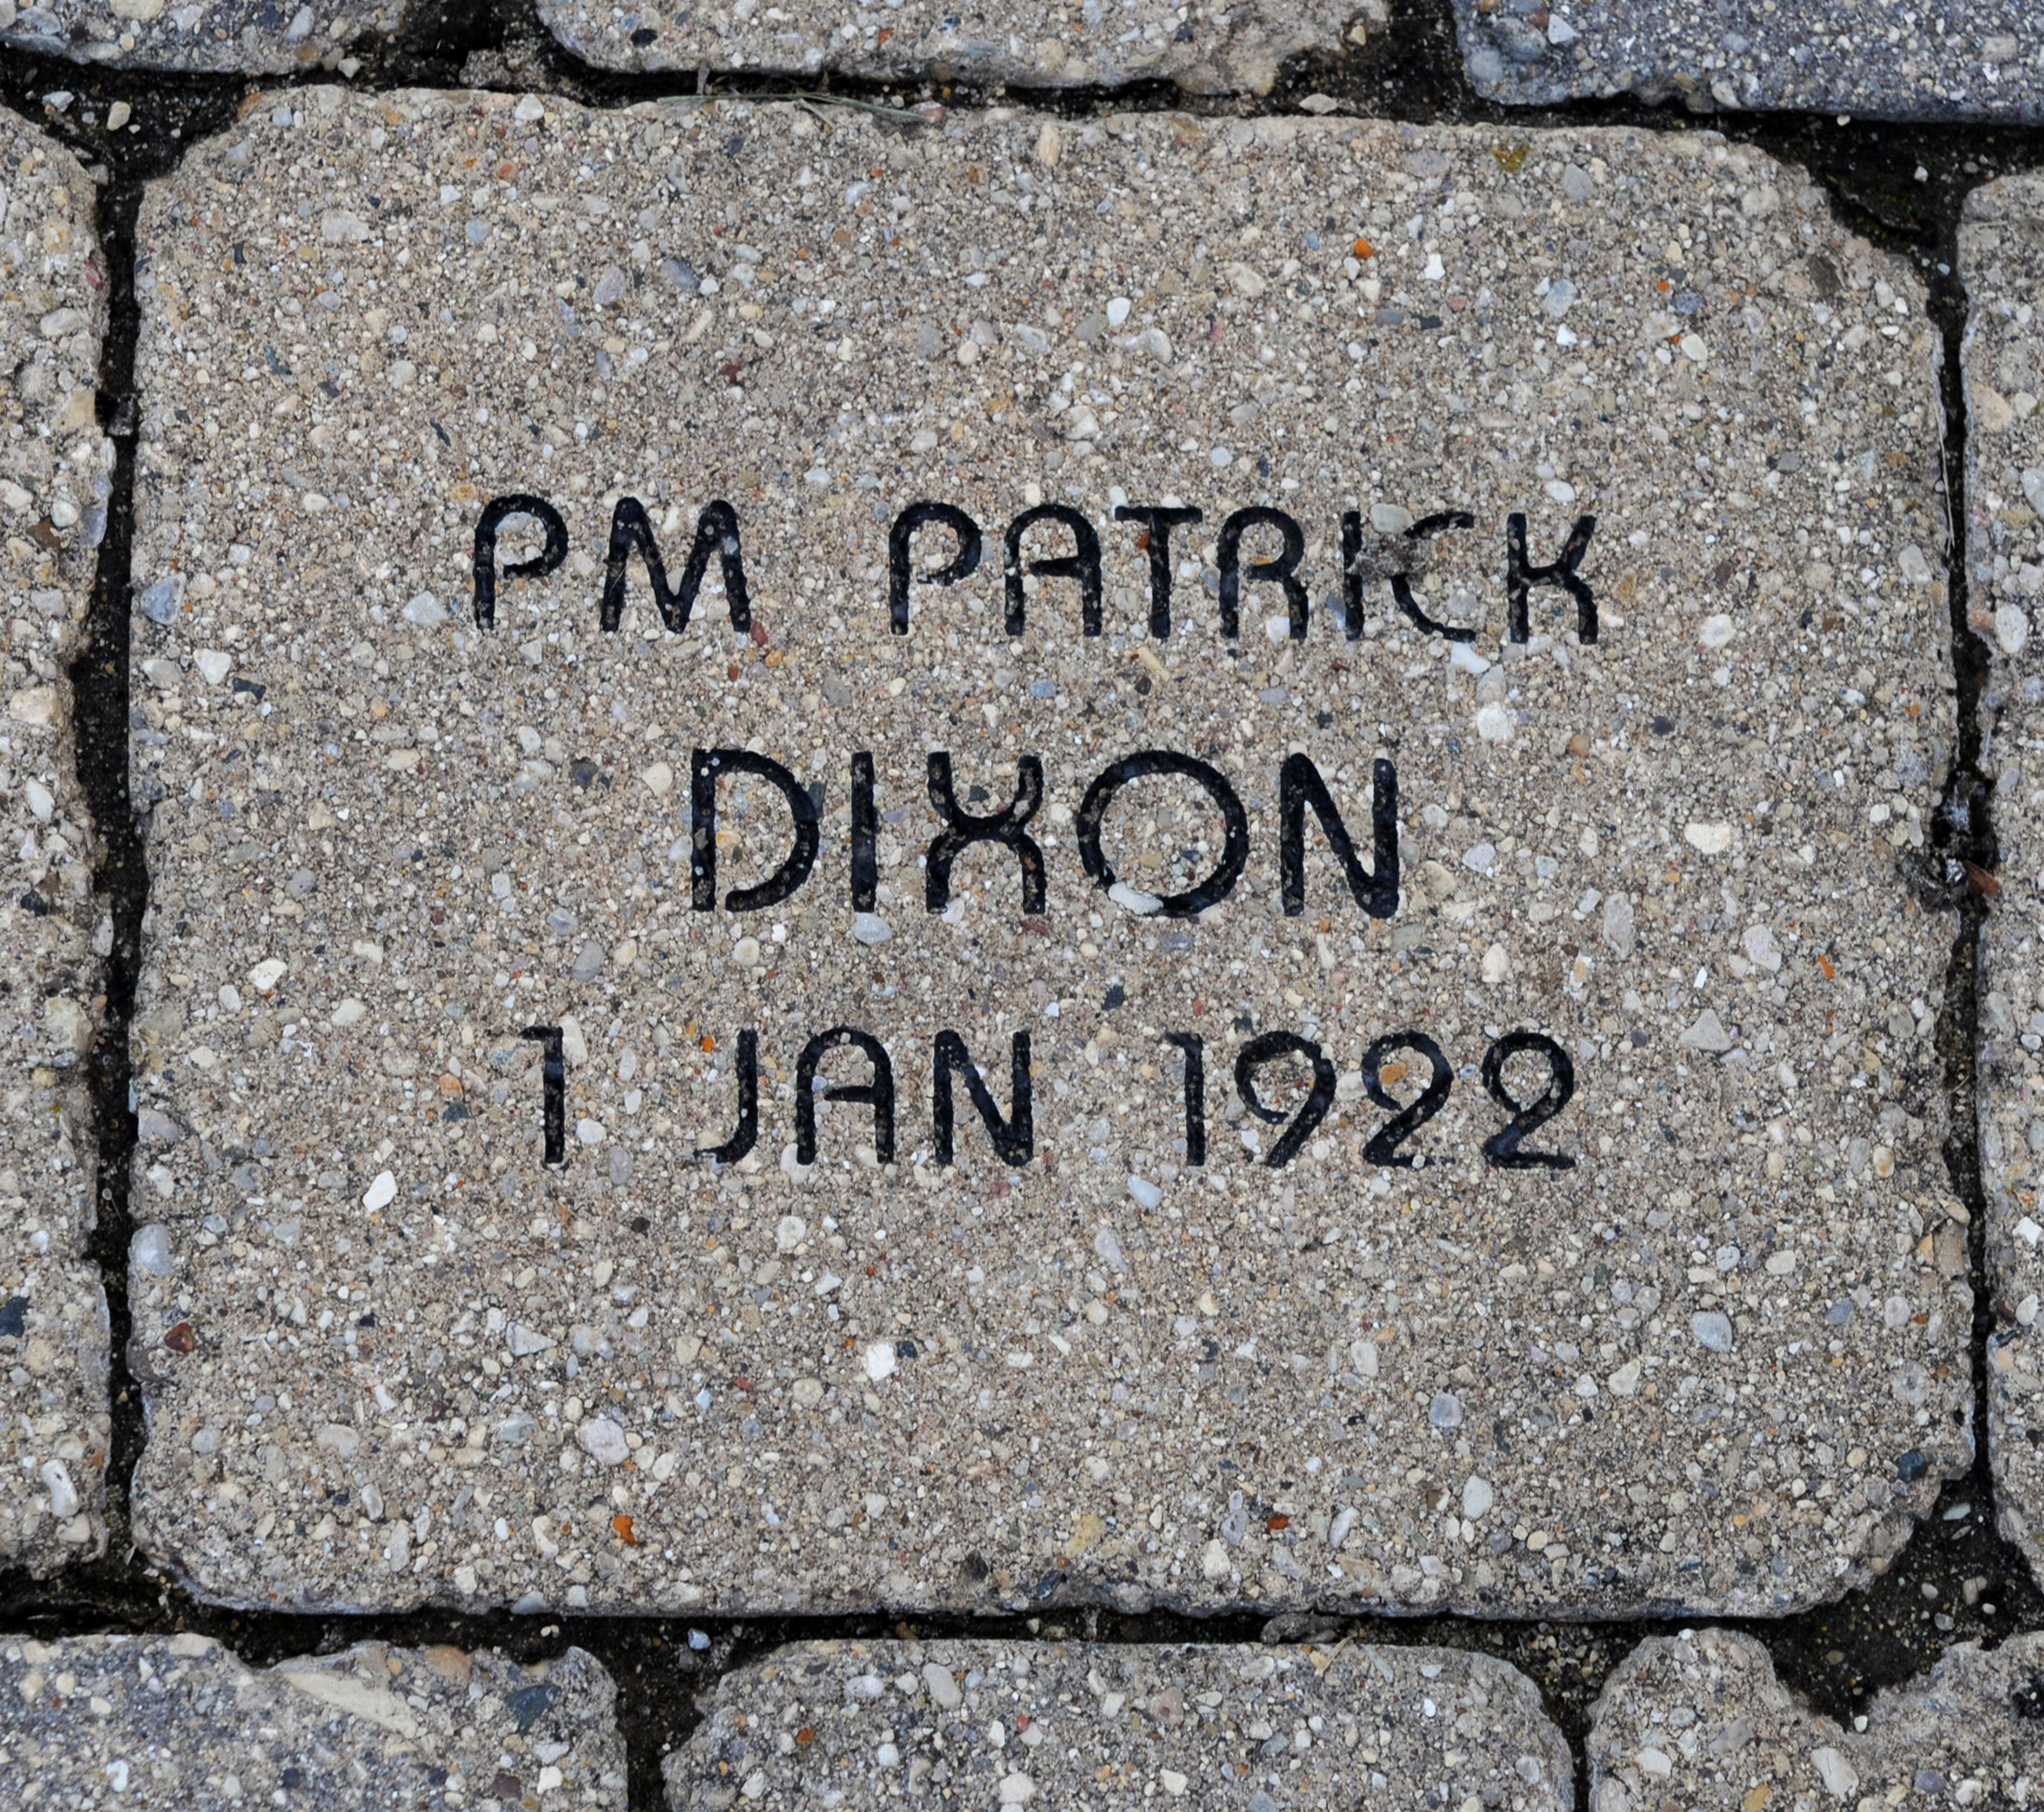 PM PATRICK
DIXON
1 JAN 1922